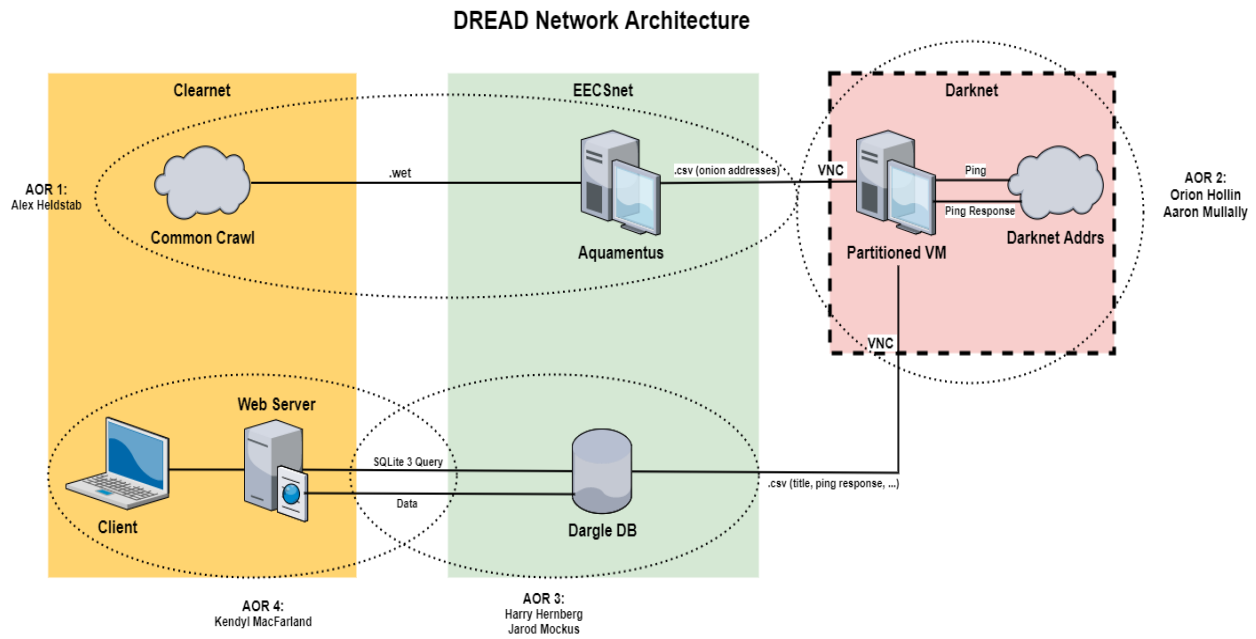 DREAD Network Architecture
Clearnet
EECSnet
Darknet
AOR 1:
Alex Heldstab
Common Crawl
.wet
Aquamentus
.csv (onion addresses)
VNC
Partitioned VM
Ping
Ping Response
Darknet Addrs
AOR 2:
Orion Hollin
Aaron Mullally
VNC
Web Server
Client
SQLite 3 Query
Data
Dargle DB
.csv (title, ping response, ...)
AOR 4:
Kendyl MacFarland
AOR 3:
Harry Hernberg
Jarod Mockus